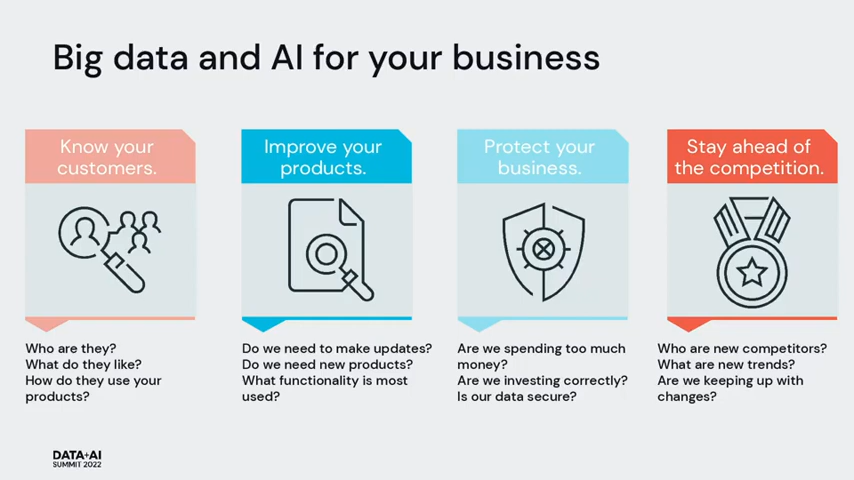 Big data and AI for your business
Know your
customers.
Who are they?
What do they like?
How do they use your
products?
Improve your
products.
Do we need to make updates?
Do we need new products?
What functionality is most
used?
Protect your
business.
Are we spending too much
money?
Are we investing correctly?
Is our data secure?
Stay ahead of
the competition.
Who are new competitors?
What are new trends?
Are we keeping up with
changes?
DATA+AI
SUMMIT 2022